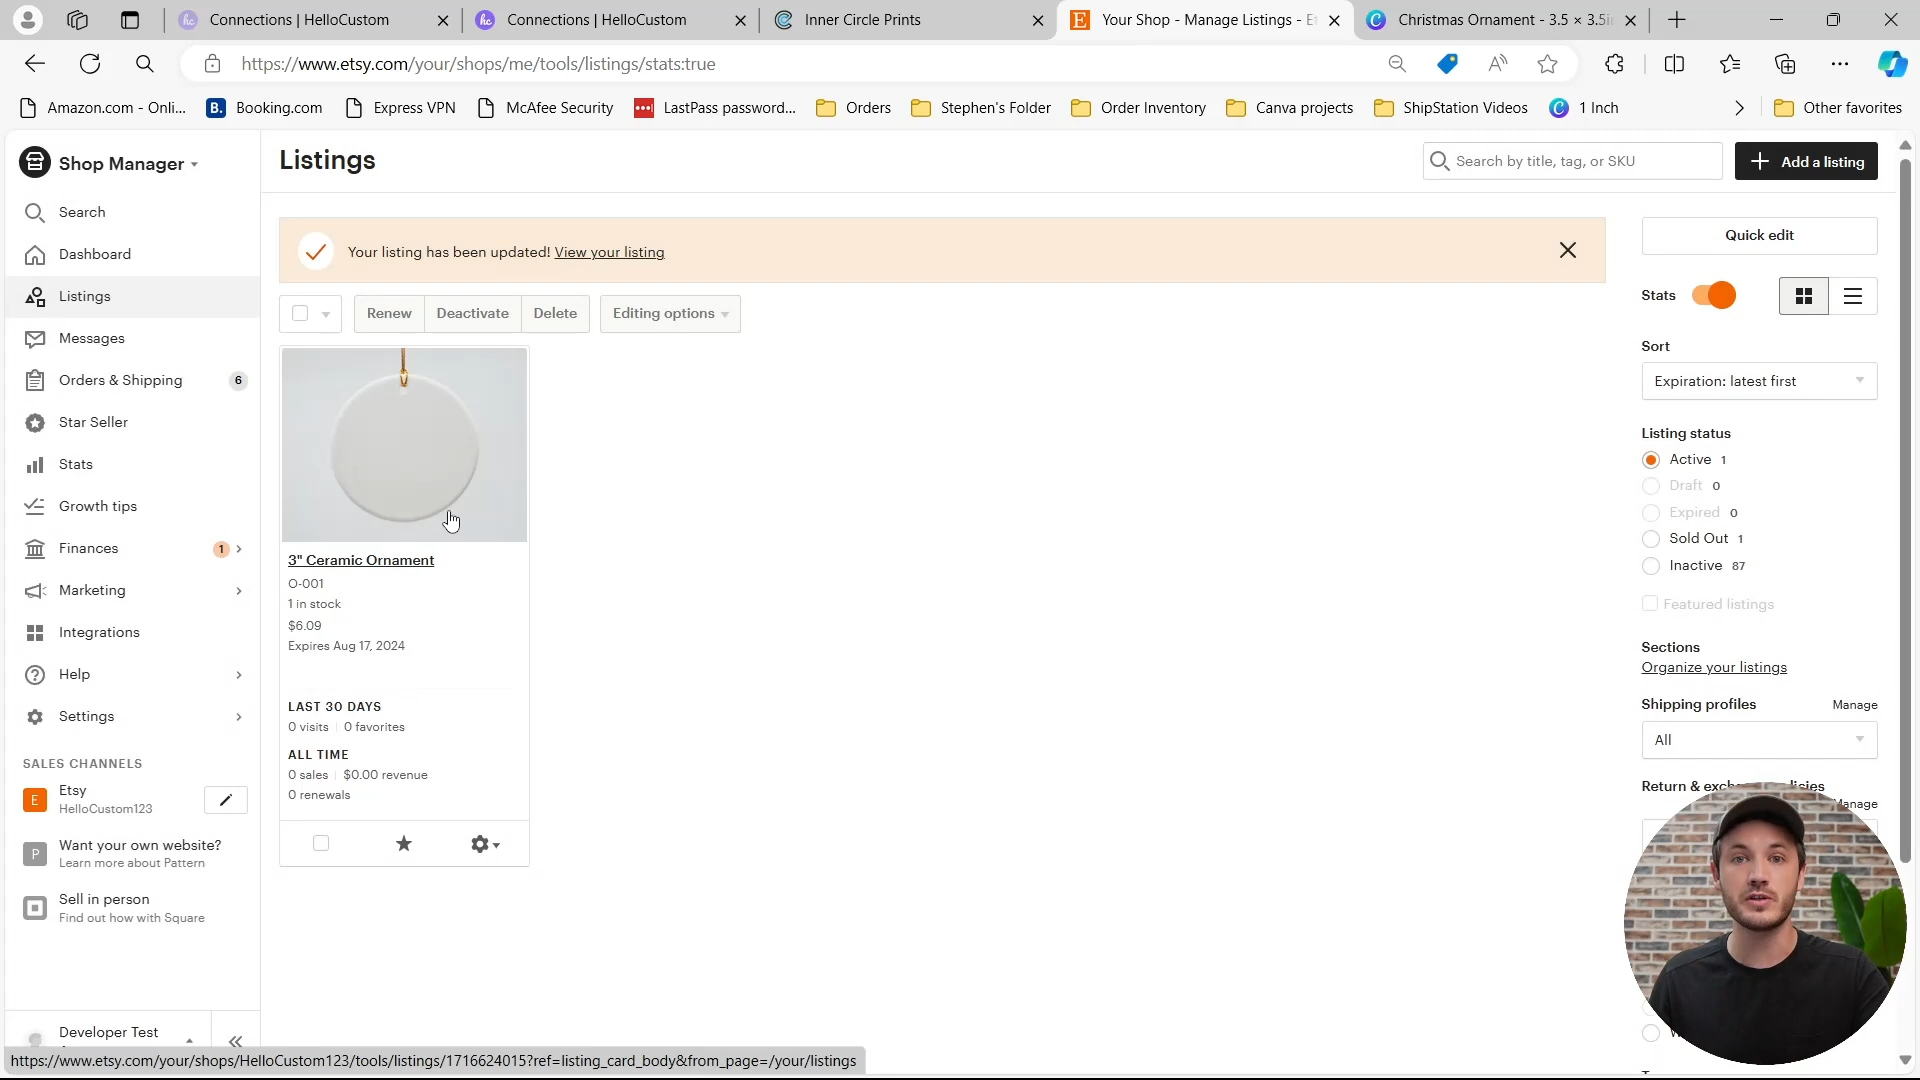 Connections | HelloCustom
Connections | HelloCustom
Inner Circle Prints
Your Shop - Manage Listings - Et
Christmas Ornament - 3.5 × 3.5i
https://www.etsy.com/your/shops/me/tools/listings/stats:true
Amazon.com - Onli...
Booking.com
Express VPN
McAfee Security
LastPass password...
Orders
Stephen's Folder
Order Inventory
Canva projects
ShipStation Videos
1 Inch
Other favorites
Shop Manager
Search
Dashboard
Listings
Messages
Orders & Shipping 6
Star Seller
Stats
Growth tips
Finances 1
Marketing
Integrations
Help
Settings
SALES CHANNELS
E Etsy
HelloCustom123
P Want your own website?
Learn more about Pattern
Sell in person
Find out how with Square
Developer Test
https://www.etsy.com/your/shops/HelloCustom123/tools/listings/1716624015?ref=listing_card_body&from_page=/your/listings
Listings
Search by title, tag, or SKU
Add a listing
Your listing has been updated! View your listing
Renew Deactivate Delete Editing options
3" Ceramic Ornament
O-001
1 in stock
$6.09
Expires Aug 17, 2024
LAST 30 DAYS
0 visits | 0 favorites
ALL TIME
0 sales | $0.00 revenue
0 renewals
Quick edit
Stats
Sort
Expiration: latest first
Listing status
Active 1
Draft 0
Expired 0
Sold Out 1
Inactive 87
Featured listings
Sections
Organize your listings
Shipping profiles Manage
All
Return &
Manage